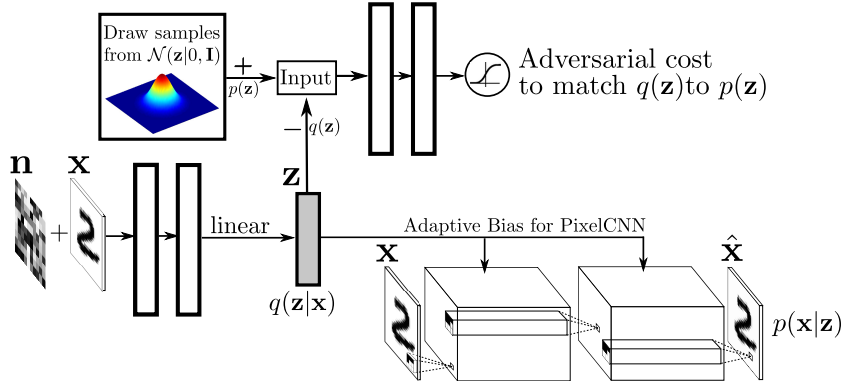 Draw samples
from 𝒩(z|0, I)
+
p(z)
Input
Adversarial cost
to match q(z)to p(z)
− q(z)
n
x
+
z
linear
q(z|x)
Adaptive Bias for PixelCNN
x
x̂
p(x|z)